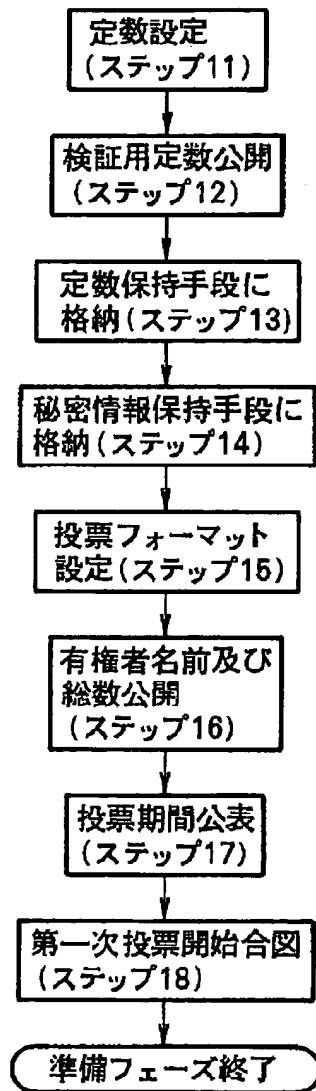 定数設定
(ステップ11)
検証用定数公開
(ステップ12)
定数保持手段に
格納(ステップ13)
秘密情報保持手段に
格納(ステップ14)
投票フォーマット
設定(ステップ15)
有権者名前及び
総数公開
(ステップ16)
投票期間公表
(ステップ17)
第一次投票開始合図
(ステップ18)
準備フェーズ終了